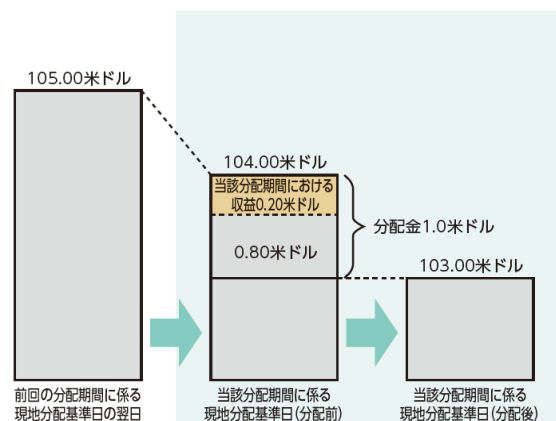 105.00米ドル
104.00米ドル
当該分配期間における
収益0.20米ドル
0.80米ドル
分配金1.0米ドル
103.00米ドル
前回の分配期間に係る
現地分配基準日の翌日
当該分配期間に係る
現地分配基準日（分配前）
当該分配期間に係る
現地分配基準日（分配後）